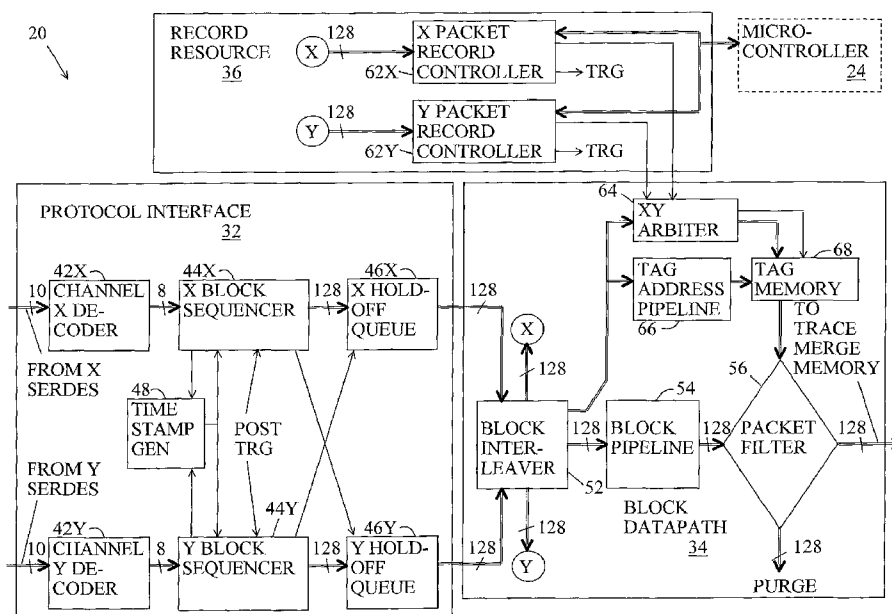 20
RECORD
RESOURCE
36
X
128
X PACKET
RECORD
CONTROLLER
62X
TRG
Y
128
Y PACKET
RECORD
CONTROLLER
62Y
TRG
MICRO-
CONTROLLER
24
PROTOCOL INTERFACE
32
42X
10
CHANNEL
X DE-
CODER
8
44X
X BLOCK
SEQUENCER
128
46X
X HOLD-
OFF
QUEUE
128
FROM X
SERDES
48
TIME
STAMP
GEN
POST
TRG
FROM Y
SERDES
42Y
10
CHANNEL
Y DE-
CODER
8
44Y
Y BLOCK
SEQUENCER
128
46Y
Y HOLD-
OFF
QUEUE
128
64
XY
ARBITER
TAG
ADDRESS
PIPELINE
66
68
TAG
MEMORY
TO
TRACE
MERGE
MEMORY
X
128
BLOCK
INTER-
LEAVER
52
128
54
BLOCK
PIPELINE
128
56
PACKET
FILTER
128
128
Y
BLOCK
DATAPATH
34
128
PURGE